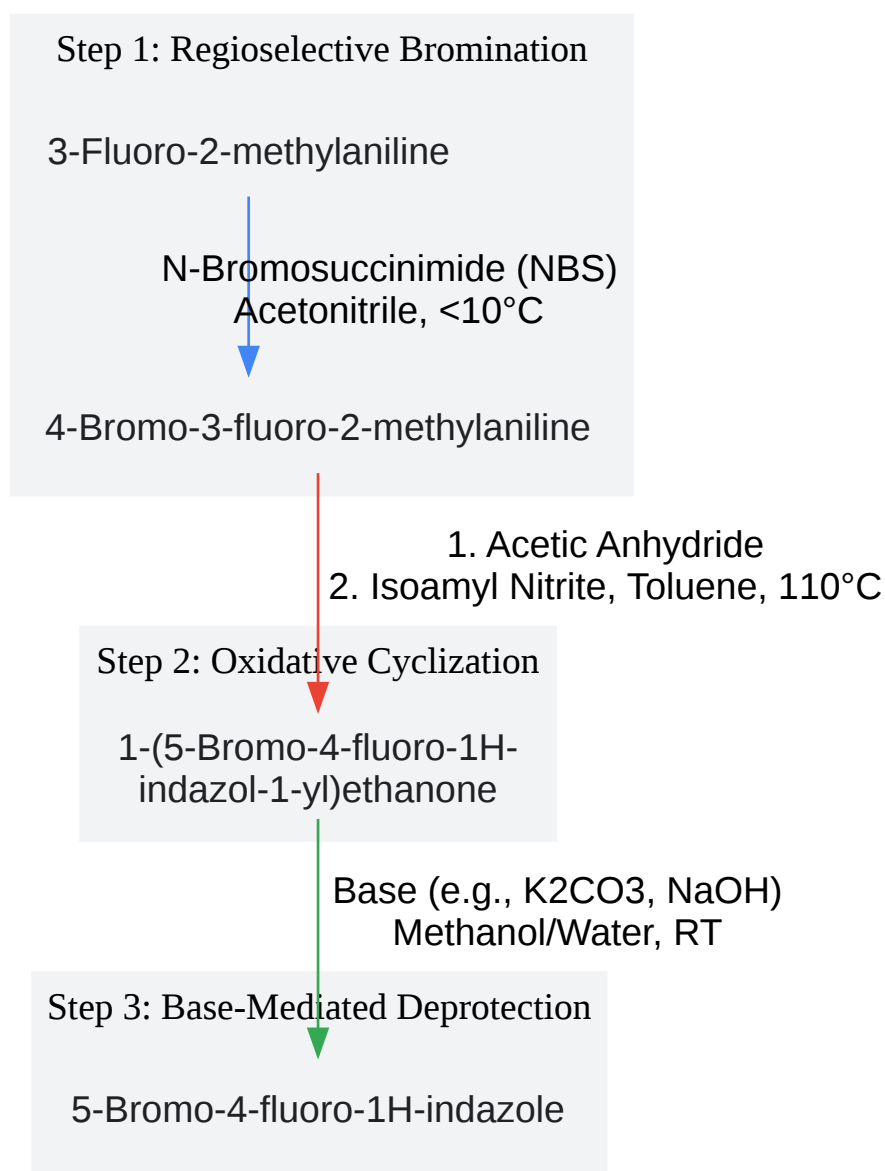 Step 1: Regioselective Bromination
3-Fluoro-2-methylaniline
N-Bromosuccinimide (NBS)
Acetonitrile, <10°C
4-Bromo-3-fluoro-2-methylaniline
1. Acetic Anhydride
2. Isoamyl Nitrite, Toluene, 110°C
Step 2: Oxidative Cyclization
1-(5-Bromo-4-fluoro-1H-
indazol-1-yl)ethanone
Base (e.g., K2CO3, NaOH)
Methanol/Water, RT
Step 3: Base-Mediated Deprotection
5-Bromo-4-fluoro-1H-indazole